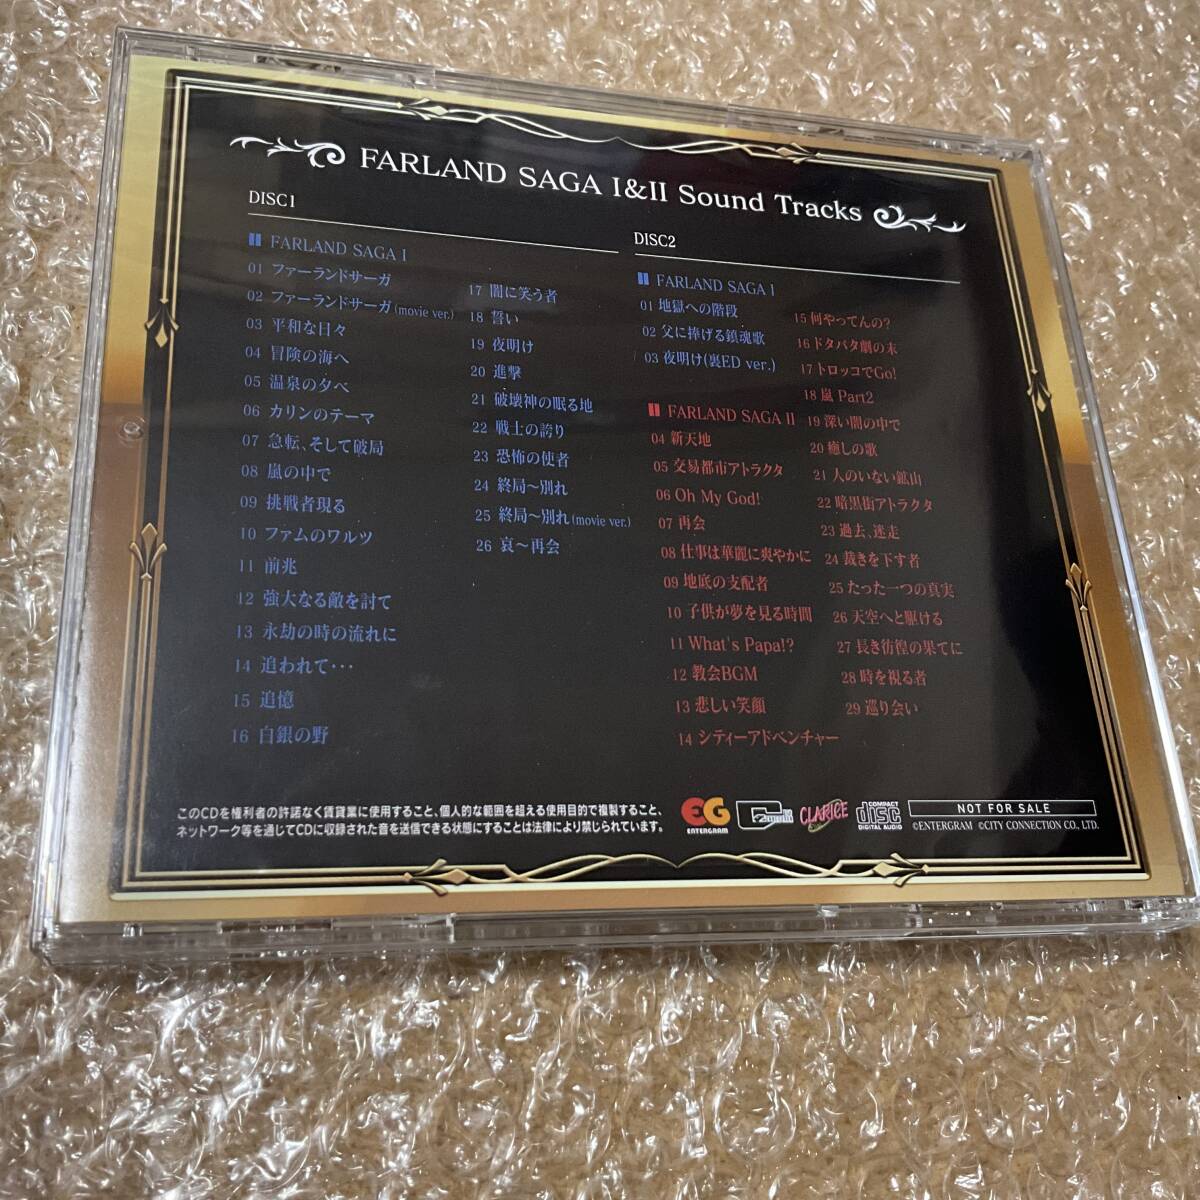 FARLAND SAGA I&II Sound Tracks
DISC1
FARLAND SAGA I
01 ファーランドサーガ
02 ファーランドサーガ(movie ver.)
03 平和な日々
04 冒険の海へ
05 温泉の夕べ
06 カリンのテーマ
07 急転、そして破局
08 嵐の中で
09 挑戦者現る
10 ファムのワルツ
11 前兆
12 強大なる敵を討て
13 永劫の時の流れに
14 追われて・・・
15 追憶
16 白銀の野
17 闇に笑う者
18 誓い
19 夜明け
20 進撃
21 破壊神の眠る地
22 戦士の誇り
23 恐怖の使者
24 終局～別れ
25 終局～別れ(movie ver.)
26 哀～再会
DISC2
FARLAND SAGA I
01 地獄への階段
02 父に捧げる鎮魂歌
03 夜明け(裏ED ver.)
FARLAND SAGA II
04 新天地
05 交易都市アトラクタ
06 Oh My God!
07 再会
08 仕事は華麗に爽やかに
09 地底の支配者
10 子供が夢を見る時間
11 What's Papa!?
12 教会BGM
13 悲しい笑顔
14 シティーアドベンチャー
15 何やってんの?
16 ドタバタ劇の末
17 トロッコでGo!
18 嵐 Part2
19 深い闇の中で
20 癒しの歌
21 人のいない鉱山
22 暗黒街アトラクタ
23 過去、迷走
24 裁きを下す者
25 たった一つの真実
26 天空へと駆ける
27 長き彷徨の果てに
28 時を視る者
29 巡り会い
このCDを権利者の許諾なく賃貸業に使用すること、個人的な範囲を超える使用目的で複製すること、
ネットワーク等を通じてCDに収録された音を送信できる状態にすることは法律により禁じられています。
EG
ENTERGRAM
CLARICE
COMPACT
disc
DIGITAL AUDIO
NOT FOR SALE
©ENTERGRAM ©CITY CONNECTION CO., LTD.